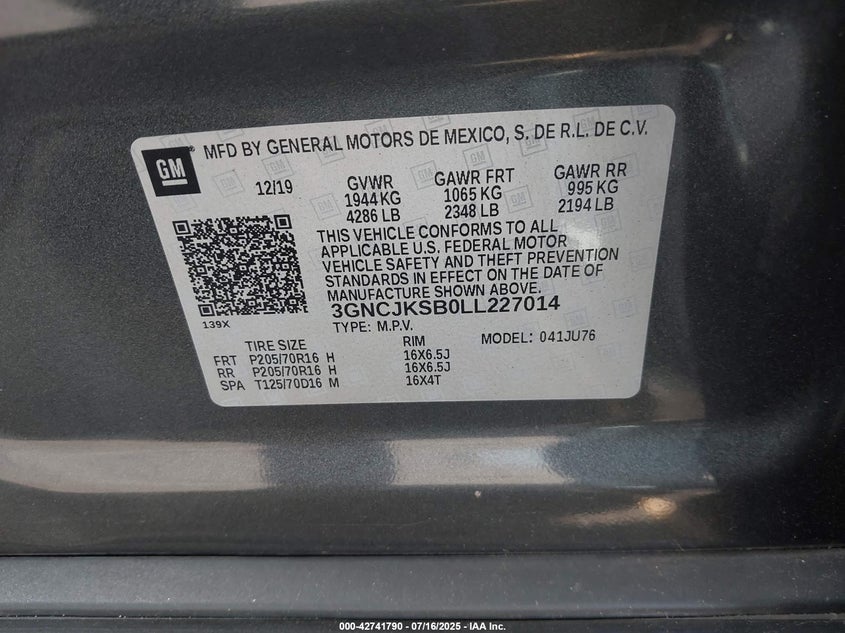 GM MFD BY GENERAL MOTORS DE MEXICO, S. DE R.L. DE C.V.
12/19 GVWR GAWR FRT GAWR RR
1944 KG 1065 KG 995 KG
4286 LB 2348 LB 2194 LB
THIS VEHICLE CONFORMS TO ALL
APPLICABLE U.S. FEDERAL MOTOR
VEHICLE SAFETY AND THEFT PREVENTION
STANDARDS IN EFFECT ON THE DATE OF
MANUFACTURE SHOWN ABOVE.
3GNCJKSB0LL227014
139X
TYPE: M.P.V. MODEL: 041JU76
TIRE SIZE RIM
FRT P205/70R16 H 16X6.5J
RR P205/70R16 H 16X6.5J
SPA T125/70D16 M 16X4T
000-42741790 - 07/16/2025 - IAA Inc.